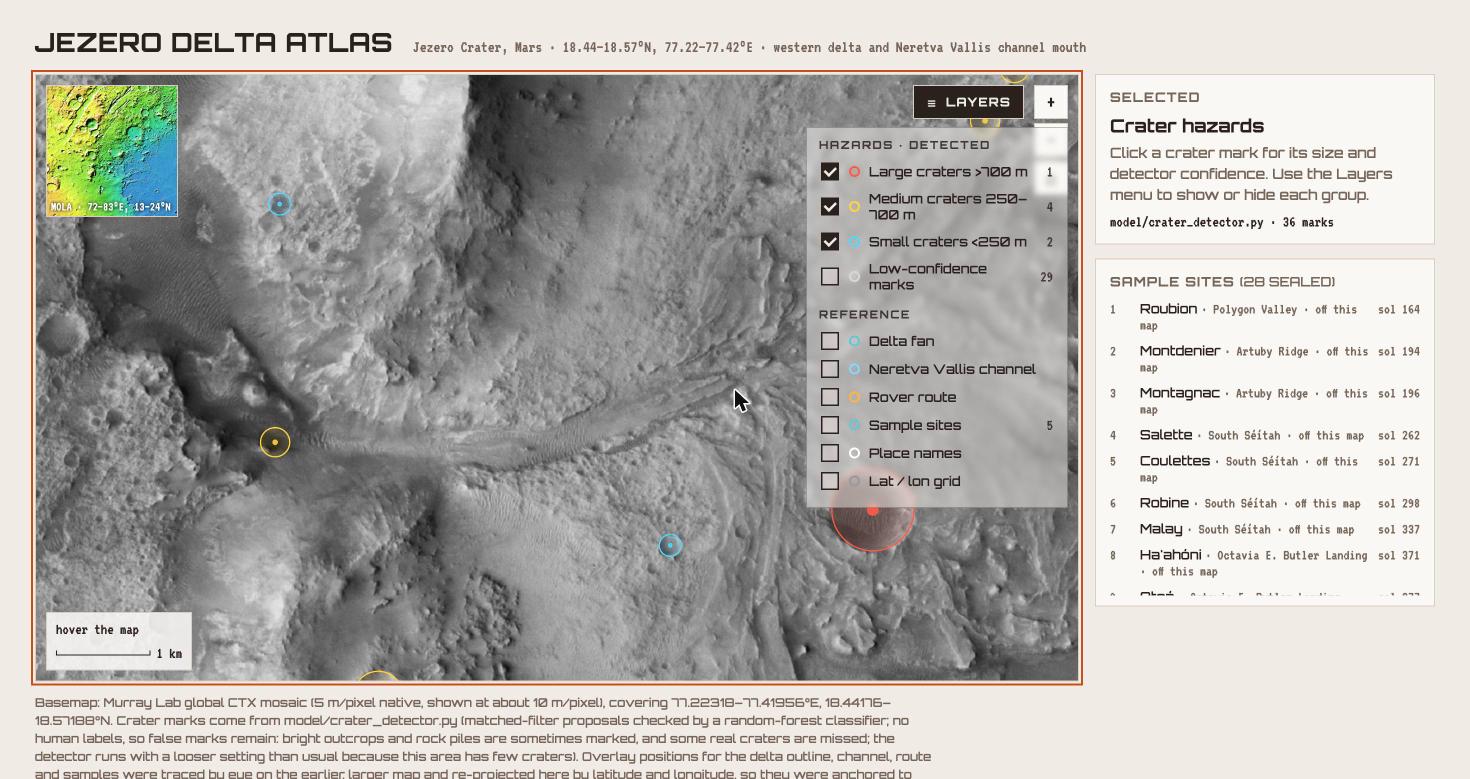 JEZERO DELTA ATLAS
Jezero Crater, Mars · 18.44–18.57°N, 77.22–77.42°E · western delta and Neretva Vallis channel mouth
MOLA · 72–83°E, 13–24°N
≡ LAYERS
+
HAZARDS · DETECTED
Large craters >700 m 1
Medium craters 250–
700 m 4
Small craters <250 m 2
Low-confidence
marks 29
REFERENCE
Delta fan
Neretva Vallis channel
Rover route
Sample sites 5
Place names
Lat / lon grid
hover the map
1 km
SELECTED
Crater hazards
Click a crater mark for its size and
detector confidence. Use the Layers
menu to show or hide each group.
model/crater_detector.py · 36 marks
SAMPLE SITES (28 SEALED)
1 Roubion · Polygon Valley · off this sol 164
map
2 Montdenier · Artuby Ridge · off this sol 194
map
3 Montagnac · Artuby Ridge · off this sol 196
map
4 Salette · South Séítah · off this map sol 262
5 Coulettes · South Séítah · off this sol 271
map
6 Robine · South Séítah · off this map sol 298
7 Malay · South Séítah · off this map sol 337
8 Ha'ahóni · Octavia E. Butler Landing sol 371
· off this map
Basemap: Murray Lab global CTX mosaic (5 m/pixel native, shown at about 10 m/pixel), covering 77.22318–77.41956°E, 18.44176–
18.57188°N. Crater marks come from model/crater_detector.py (matched-filter proposals checked by a random-forest classifier; no
human labels, so false marks remain: bright outcrops and rock piles are sometimes marked, and some real craters are missed; the
detector runs with a looser setting than usual because this area has few craters). Overlay positions for the delta outline, channel, route
and samples were traced by eye on the earlier, larger map and re-projected here by latitude and longitude, so they were anchored to